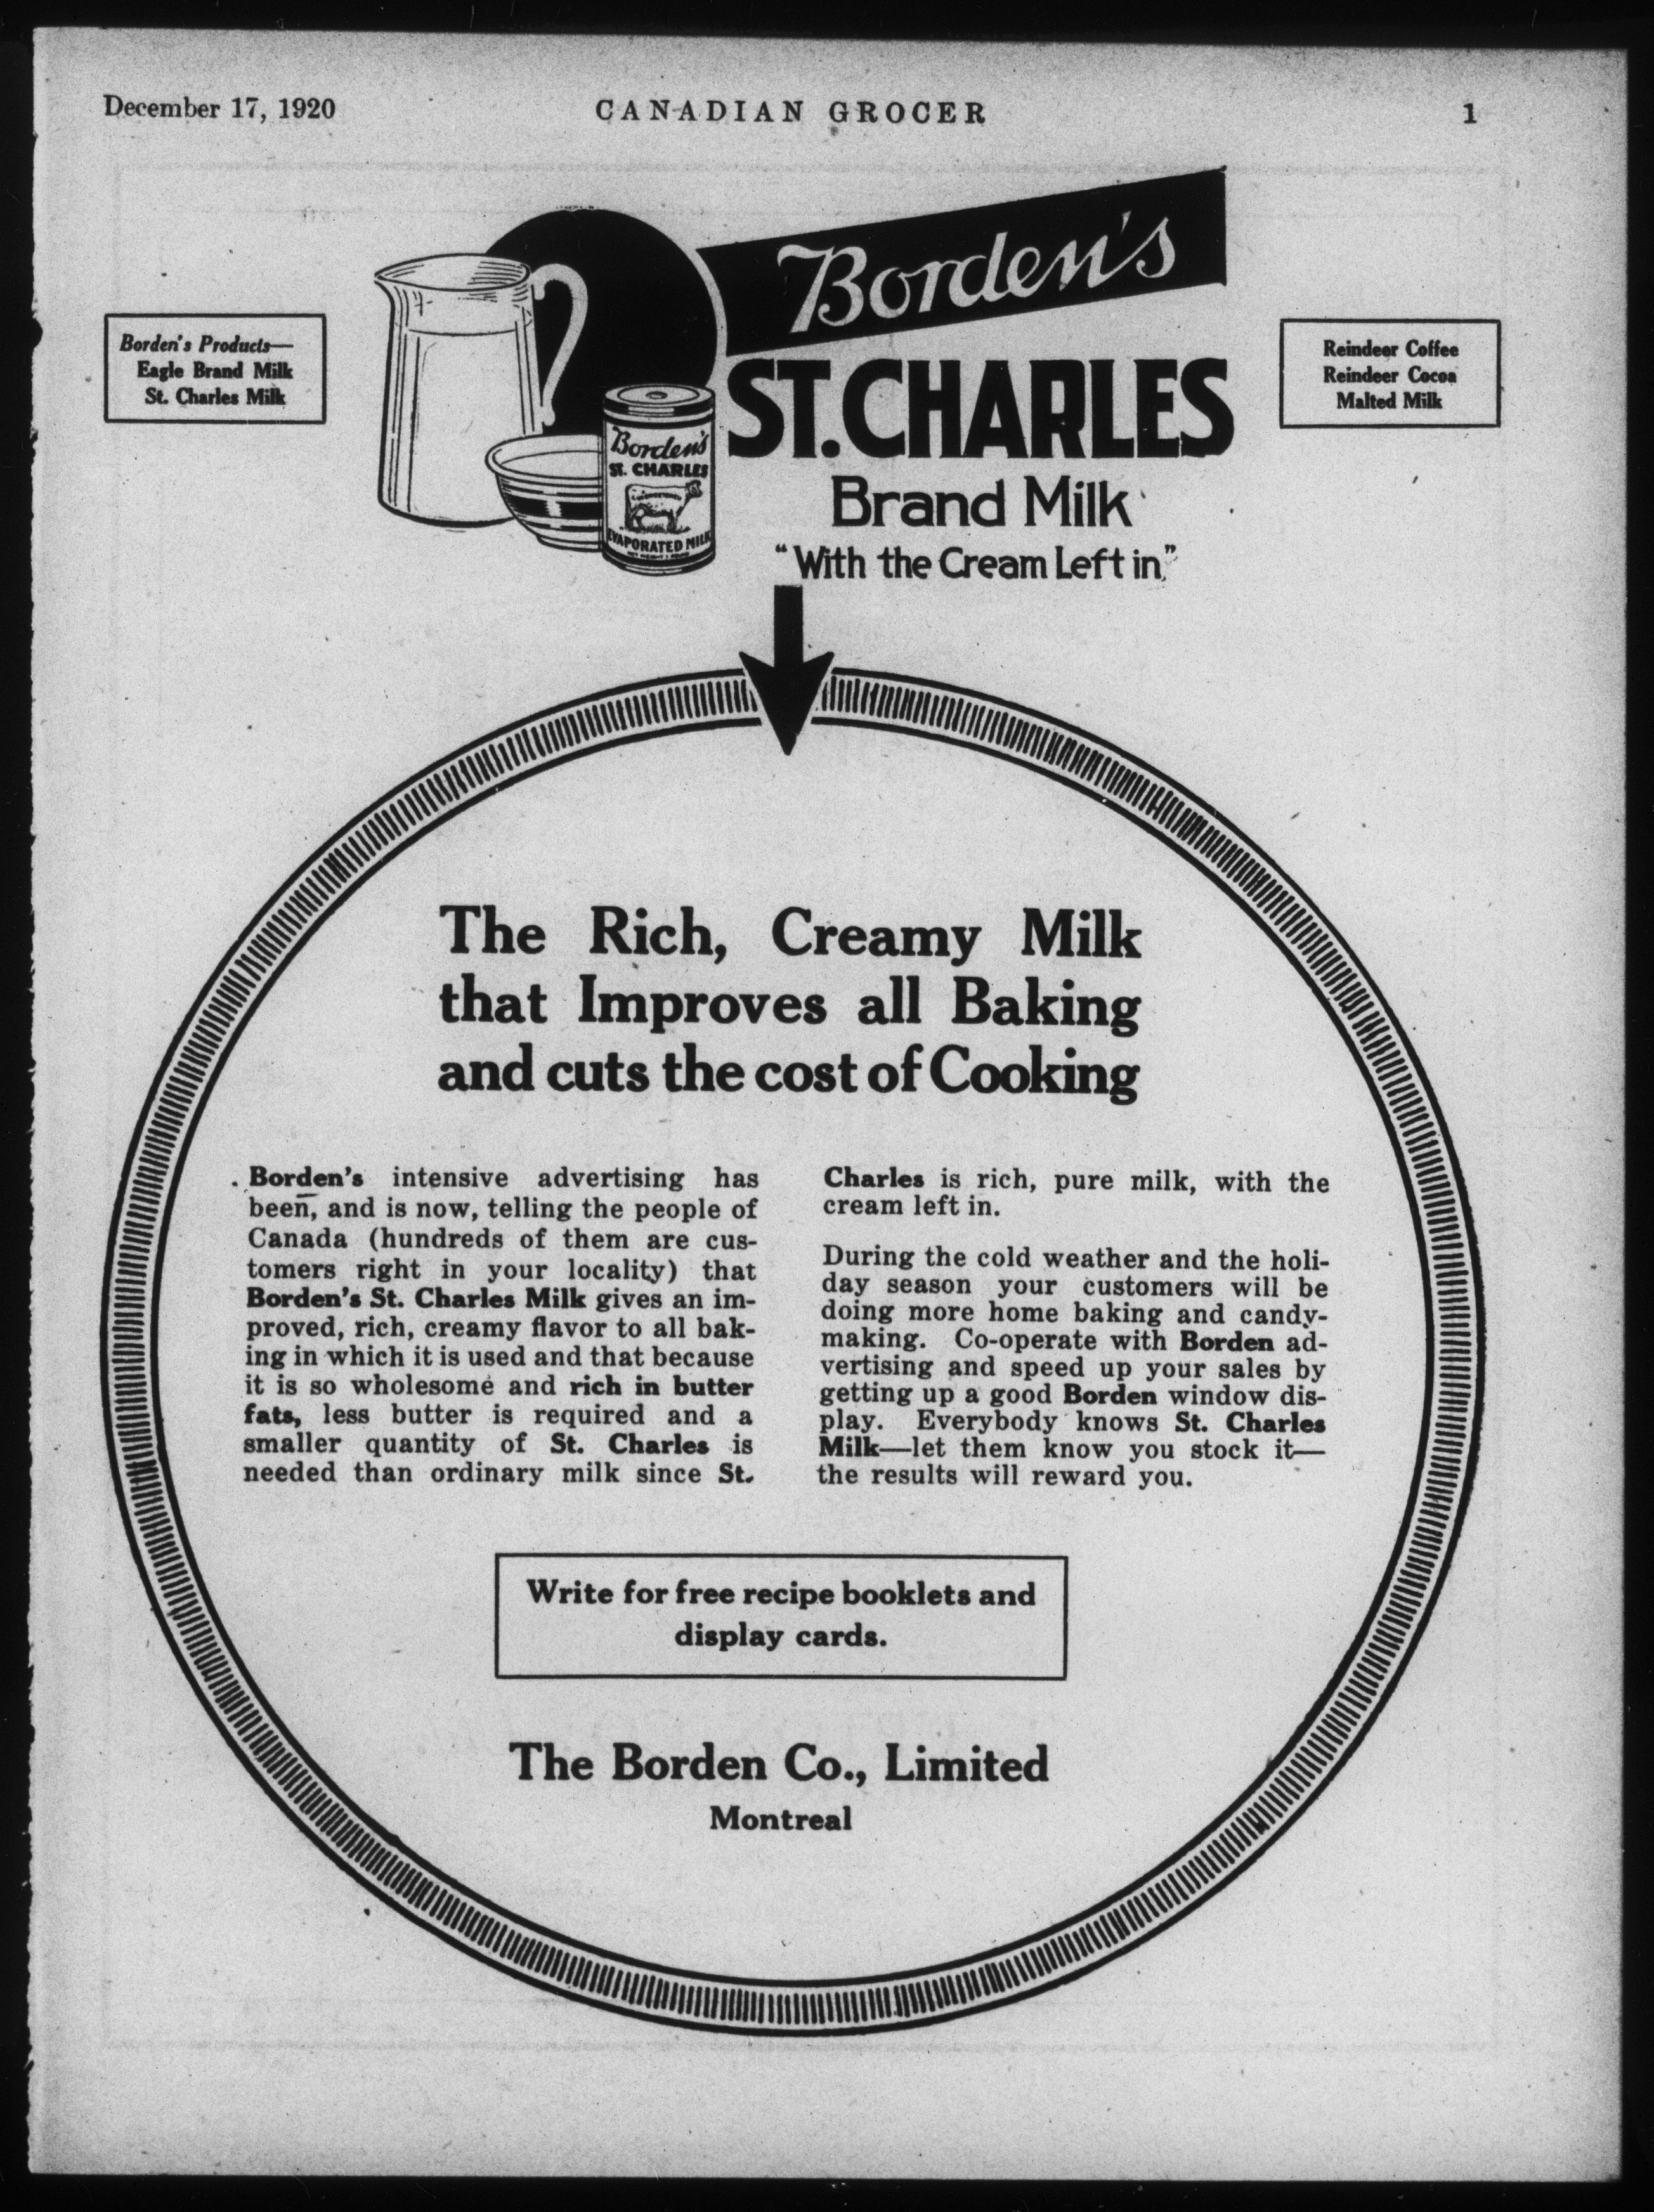 December 17, 1920
CANADIAN GROCER
1
Borden's
ST. CHARLES
Brand Milk
"With the Cream Left in"
Borden's Products—
Eagle Brand Milk
St. Charles Milk
Reindeer Coffee
Reindeer Cocoa
Malted Milk
Borden's
ST. CHARLES
EVAPORATED MILK
The Rich, Creamy Milk
that Improves all Baking
and cuts the cost of Cooking
Borden's intensive advertising has
been, and is now, telling the people of
Canada (hundreds of them are cus-
tomers right in your locality) that
Borden's St. Charles Milk gives an im-
proved, rich, creamy flavor to all bak-
ing in which it is used and that because
it is so wholesome and rich in butter
fats, less butter is required and a
smaller quantity of St. Charles is
needed than ordinary milk since St.
Charles is rich, pure milk, with the
cream left in.
During the cold weather and the holi-
day season your customers will be
doing more home baking and candy-
making. Co-operate with Borden ad-
vertising and speed up your sales by
getting up a good Borden window dis-
play. Everybody knows St. Charles
Milk—let them know you stock it—
the results will reward you.
Write for free recipe booklets and
display cards.
The Borden Co., Limited
Montreal